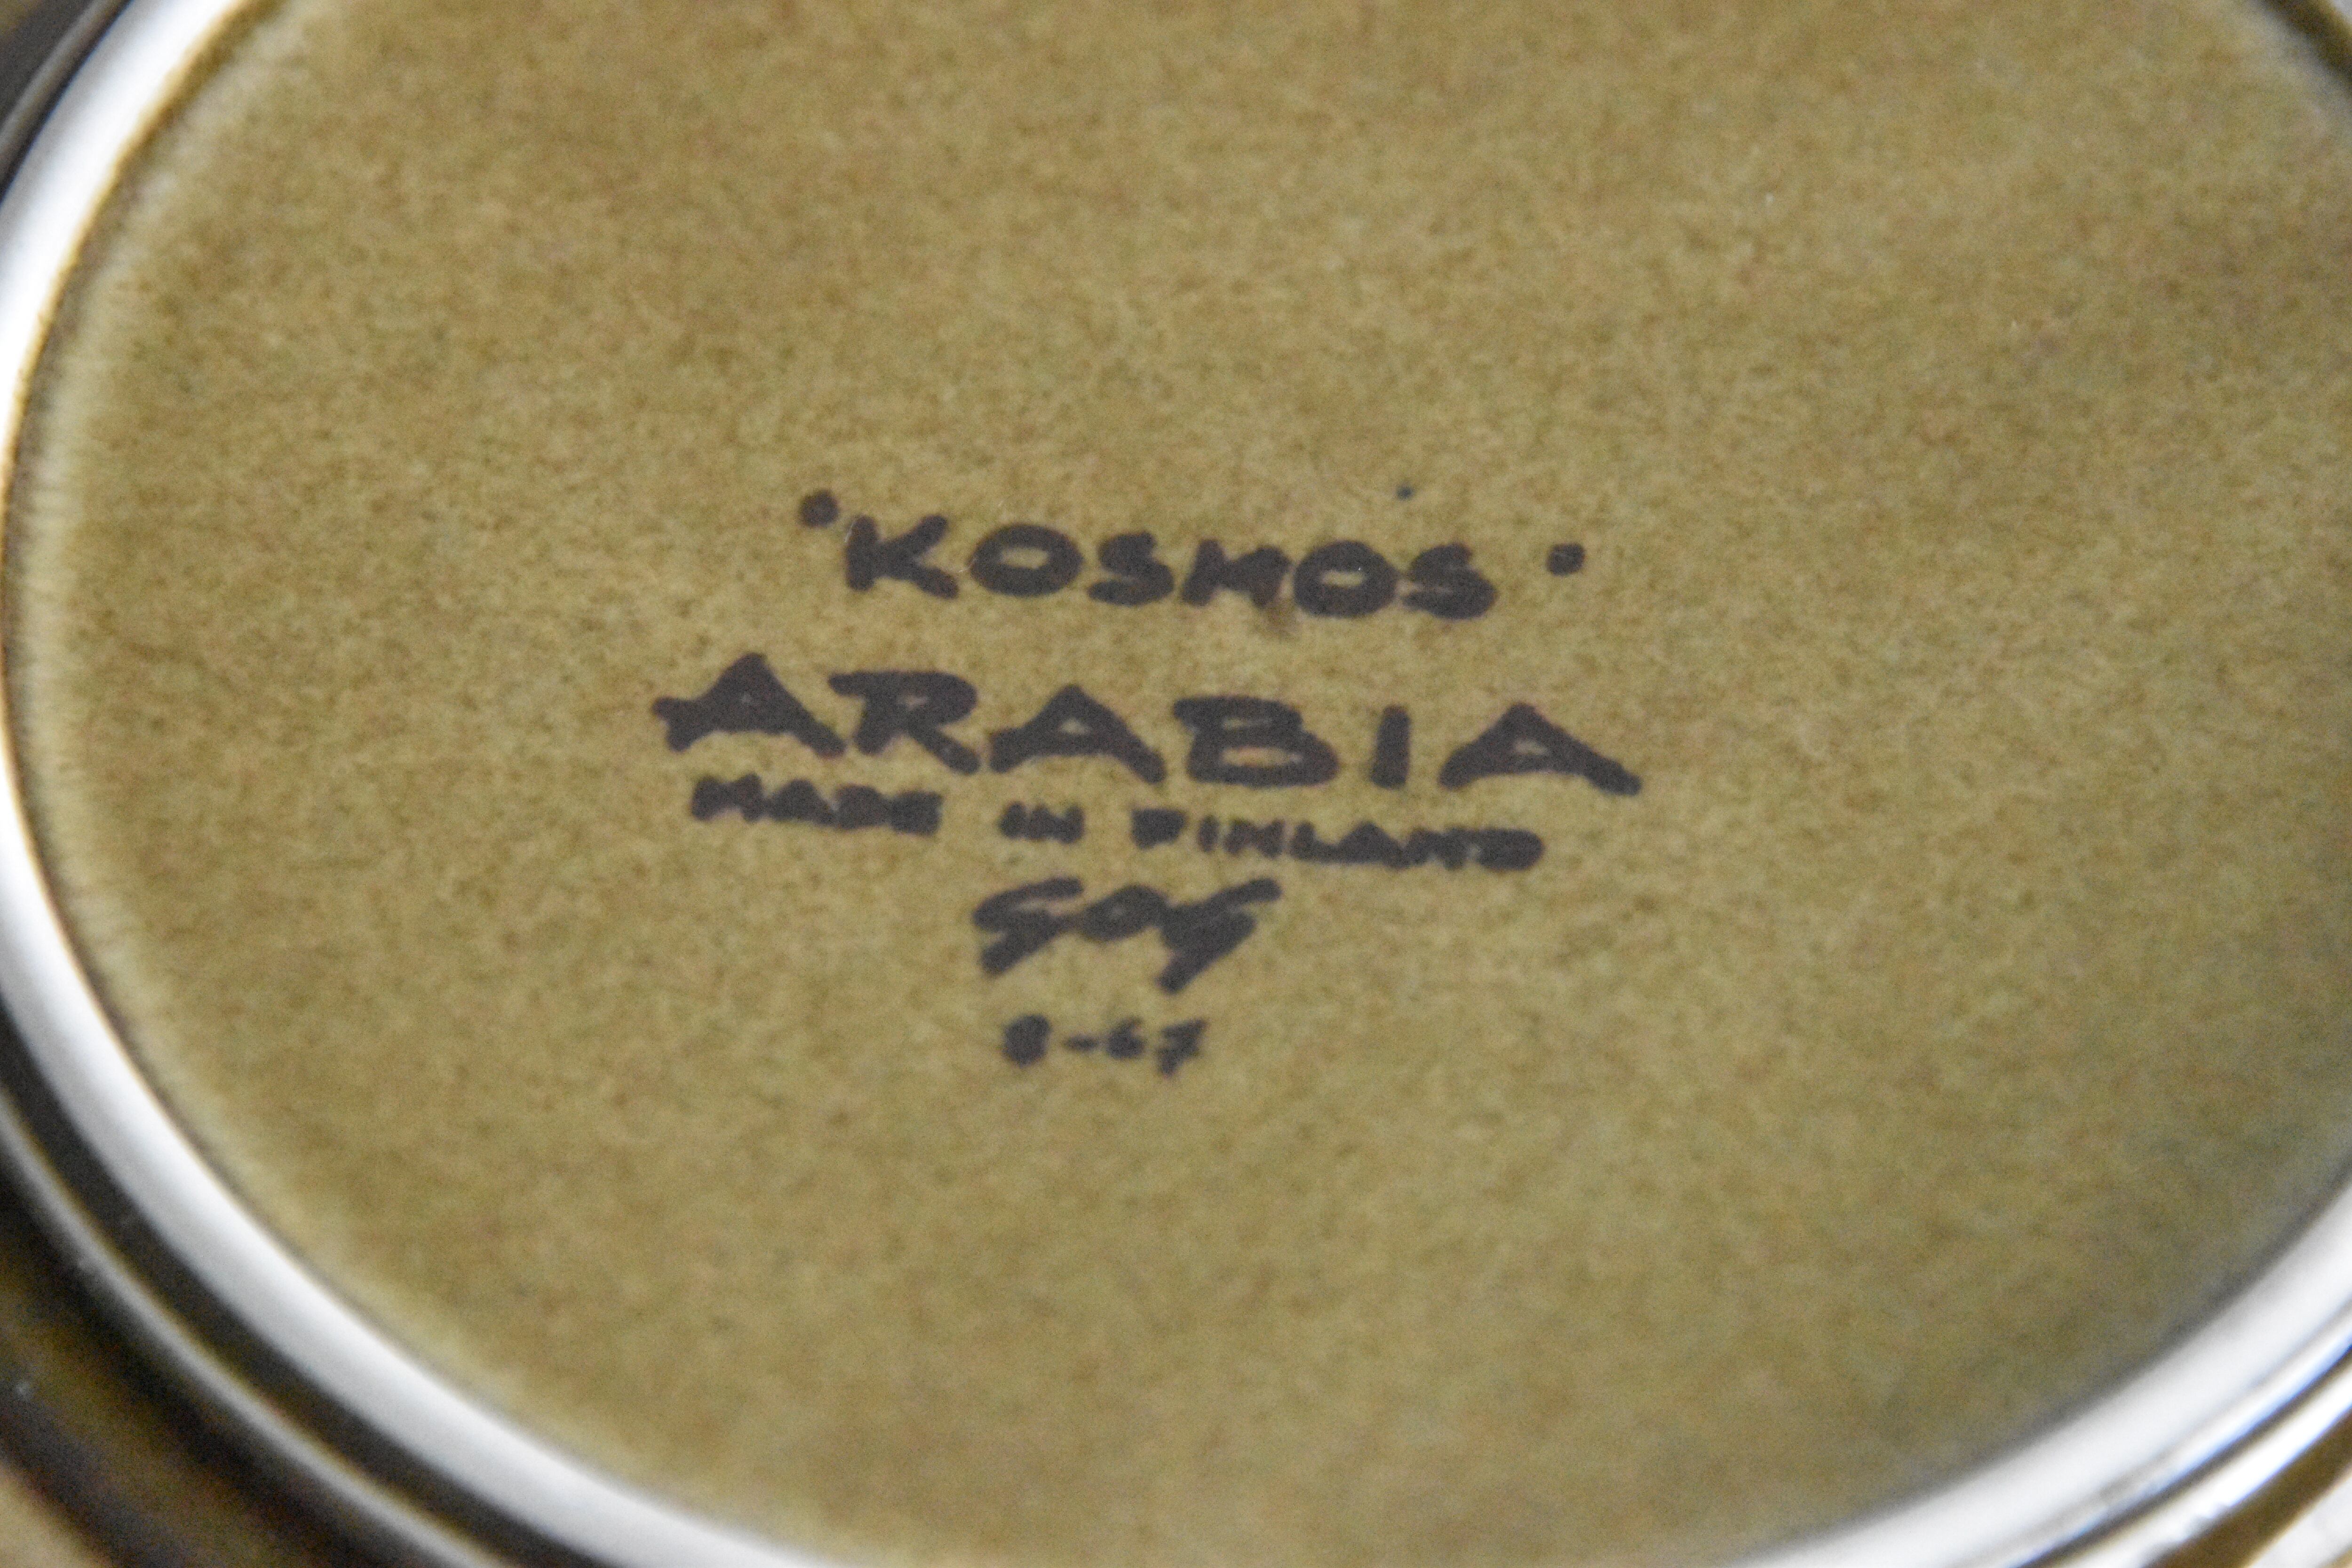 • KOSMOS •
ARABIA
MADE IN FINLAND
GOG
8-67